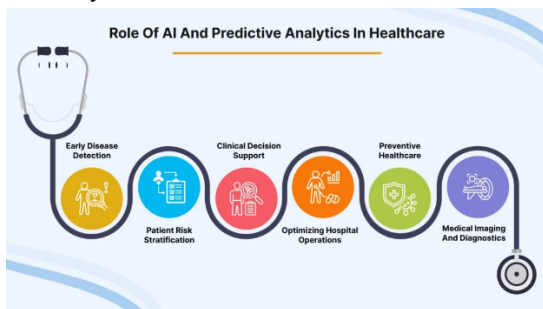 Role Of AI And Predictive Analytics In Healthcare
Early Disease
Detection
Patient Risk
Stratification
Clinical Decision
Support
Optimizing Hospital
Operations
Preventive
Healthcare
Medical Imaging
And Diagnostics